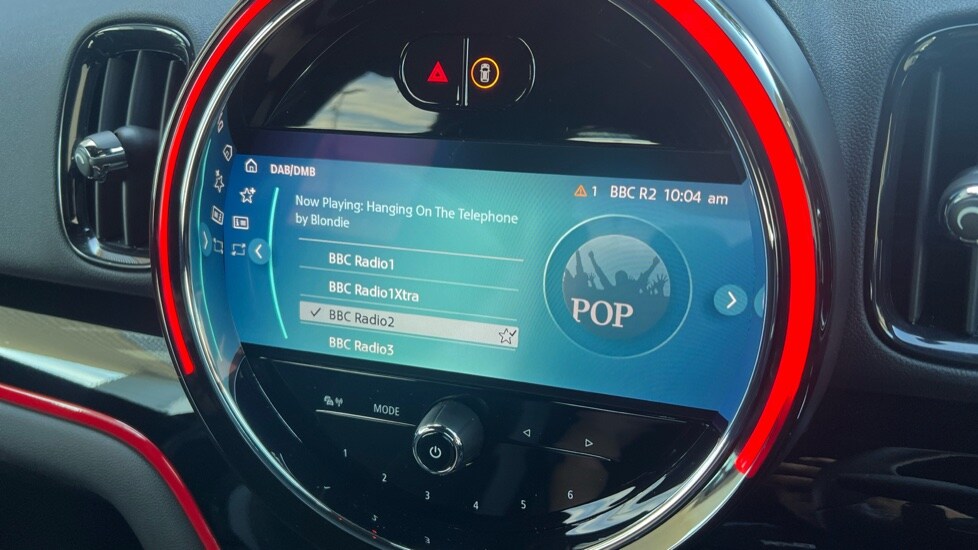 DAB/DMB
1 BBC R2 10:04 am
Now Playing: Hanging On The Telephone
by Blondie
BBC Radio1
BBC Radio1Xtra
BBC Radio2
BBC Radio3
POP
MODE
1
2
3
4
5
6